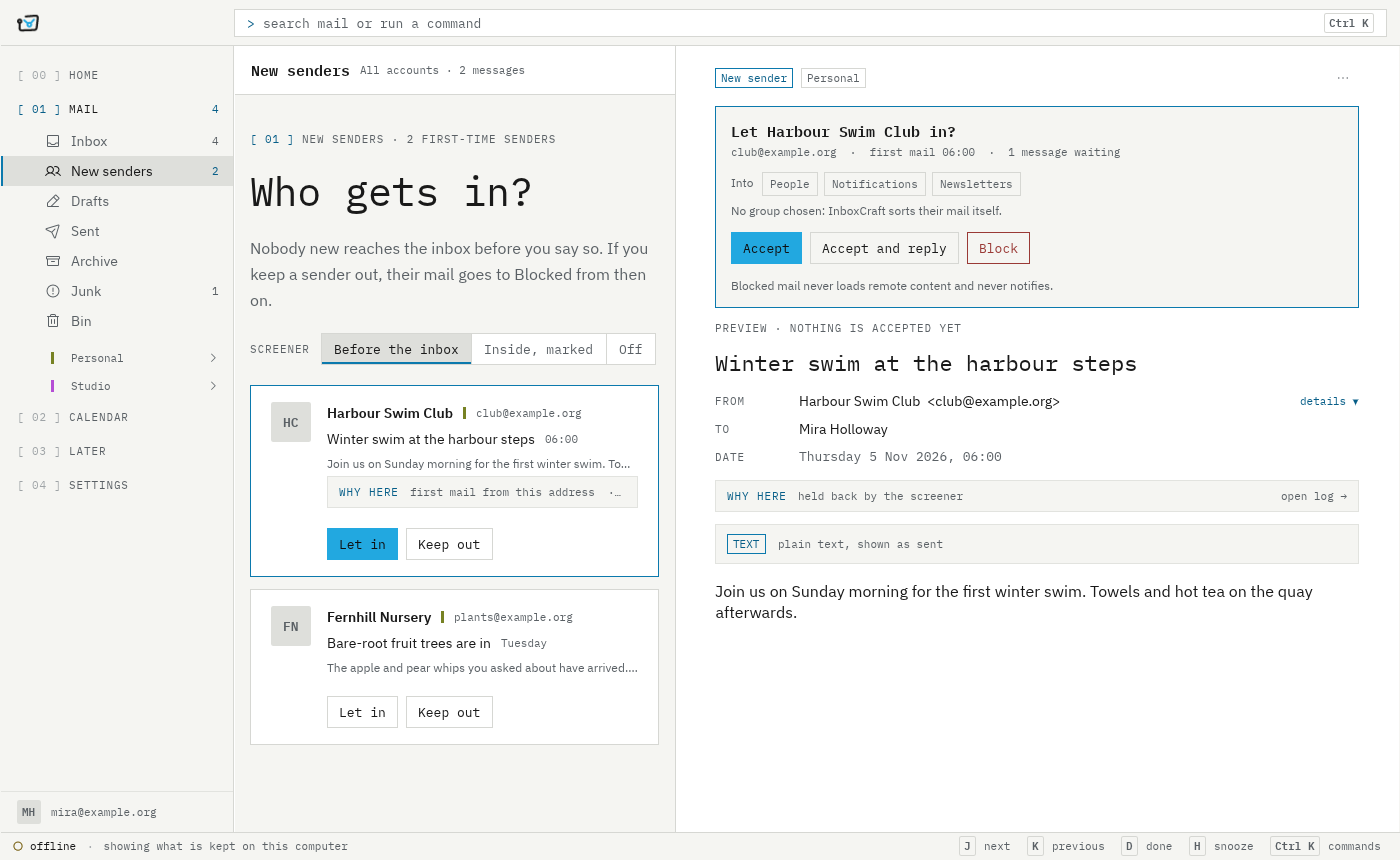 > search mail or run a command Ctrl K
[ 00 ] HOME
[ 01 ] MAIL 4
Inbox 4
New senders 2
Drafts
Sent
Archive
Junk 1
Bin
Personal
Studio
[ 02 ] CALENDAR
[ 03 ] LATER
[ 04 ] SETTINGS
MH mira@example.org
New senders All accounts · 2 messages
[ 01 ] NEW SENDERS · 2 FIRST-TIME SENDERS
Who gets in?
Nobody new reaches the inbox before you say so. If you
keep a sender out, their mail goes to Blocked from then
on.
SCREENER Before the inbox Inside, marked Off
HC Harbour Swim Club club@example.org
Winter swim at the harbour steps 06:00
Join us on Sunday morning for the first winter swim. To…
WHY HERE first mail from this address ·…
Let in Keep out
FN Fernhill Nursery plants@example.org
Bare-root fruit trees are in Tuesday
The apple and pear whips you asked about have arrived.…
Let in Keep out
New sender Personal ···
Let Harbour Swim Club in?
club@example.org · first mail 06:00 · 1 message waiting
Into People Notifications Newsletters
No group chosen: InboxCraft sorts their mail itself.
Accept Accept and reply Block
Blocked mail never loads remote content and never notifies.
PREVIEW · NOTHING IS ACCEPTED YET
Winter swim at the harbour steps
FROM Harbour Swim Club <club@example.org> details ▾
TO Mira Holloway
DATE Thursday 5 Nov 2026, 06:00
WHY HERE held back by the screener open log →
TEXT plain text, shown as sent
Join us on Sunday morning for the first winter swim. Towels and hot tea on the quay
afterwards.
offline · showing what is kept on this computer J next K previous D done H snooze Ctrl K commands